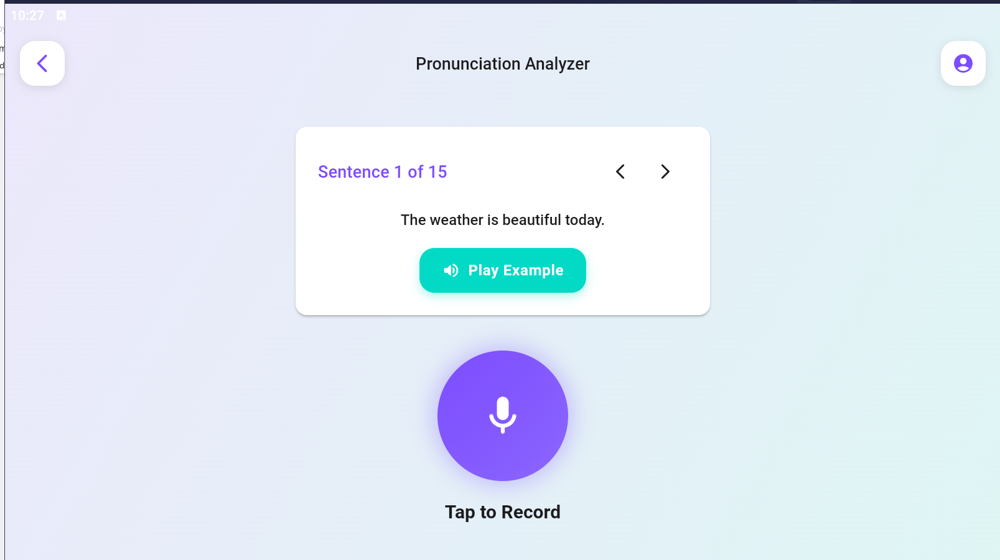 10:27
A
Pronunciation Analyzer
Sentence 1 of 15
The weather is beautiful today.
Play Example
Tap to Record